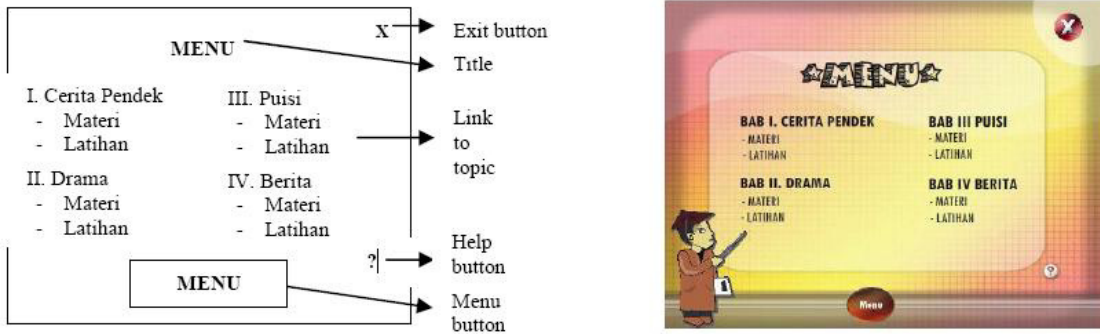 X
Exit button
MENU
Title
I. Cerita Pendek
- Materi
- Latihan
III. Puisi
- Materi
- Latihan
Link
to
topic
II. Drama
- Materi
- Latihan
IV. Berita
- Materi
- Latihan
?
Help
button
MENU
Menu
button
X
MENU
BAB I. CERITA PENDEK
- MATERI
- LATIHAN
BAB III PUISI
- MATERI
- LATIHAN
BAB II. DRAMA
- MATERI
- LATIHAN
BAB IV BERITA
- MATERI
- LATIHAN
?
Menu